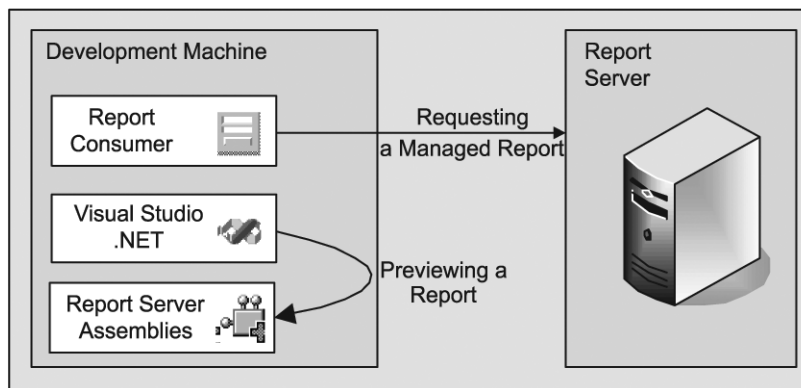 Development Machine
Report
Consumer
Visual Studio
.NET
Report Server
Assemblies
Requesting
a Managed Report
Previewing a
Report
Report
Server